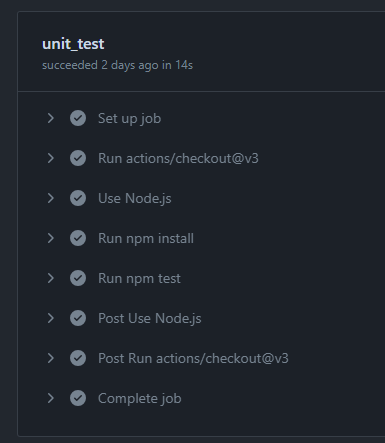 unit_test
succeeded 2 days ago in 14s
Set up job
Run actions/checkout@v3
Use Node.js
Run npm install
Run npm test
Post Use Node.js
Post Run actions/checkout@v3
Complete job